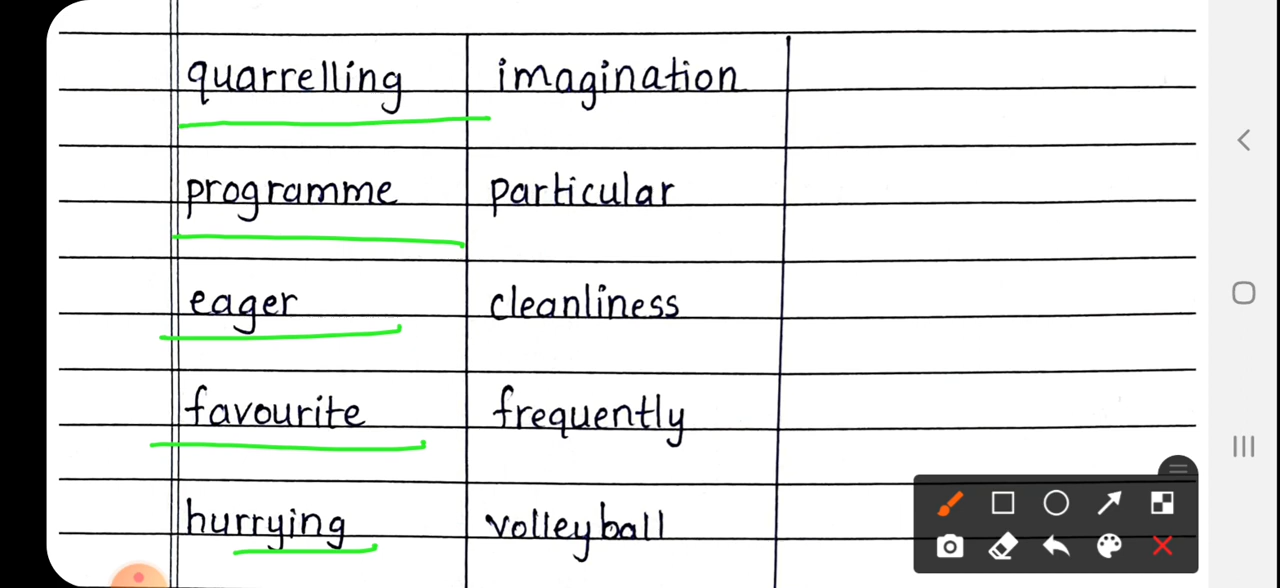 quarrelling imagination
programme particular
eager cleanliness
favourite frequently
hurrying volleyball